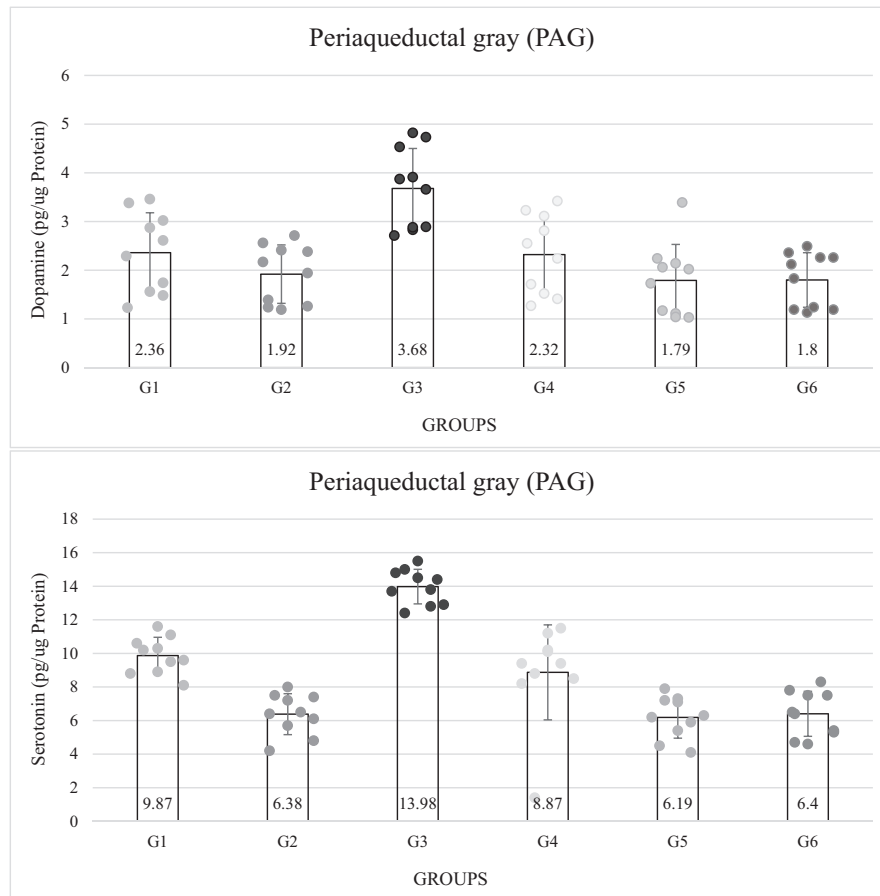 Periaqueductal gray (PAG)
6
5
4
3
2
1
0
Dopamine (pg/ug Protein)
2.36 1.92 3.68 2.32 1.79 1.8
G1 G2 G3 G4 G5 G6
GROUPS
Periaqueductal gray (PAG)
18
16
14
12
10
8
6
4
2
0
Serotonin (pg/ug Protein)
9.87 6.38 13.98 8.87 6.19 6.4
G1 G2 G3 G4 G5 G6
GROUPS